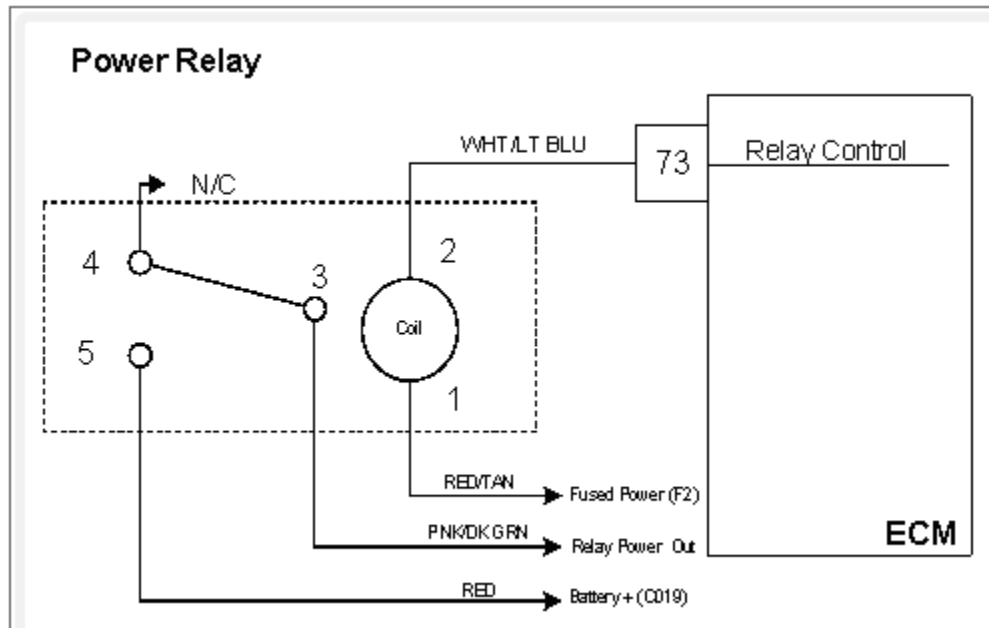 Power Relay
WHT/LT BLU
73
Relay Control
N/C
4
3
2
Coil
5
1
RED/TAN
Fused Power (F2)
PNK/DK GRN
Relay Power Out
ECM
RED
Battery+ (C019)